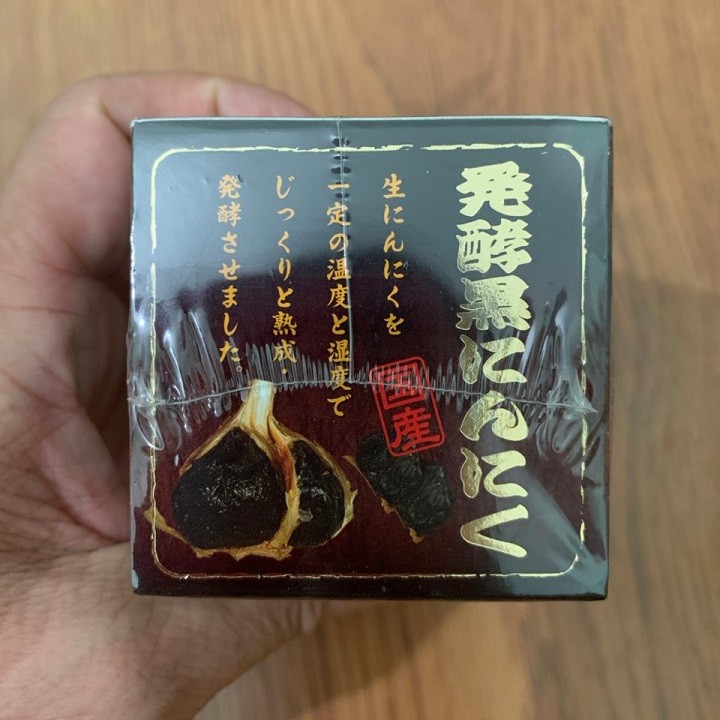 発酵黒にんにく
生にんにくを
一定の温度と湿度で
じっくりと熟成・
発酵させました。
国産